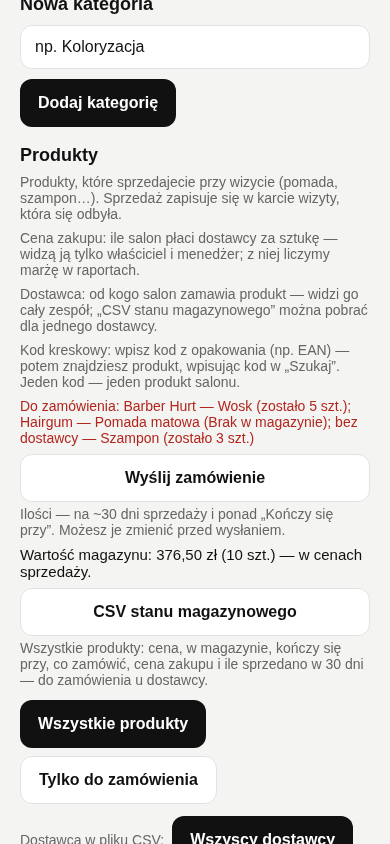 Nowa kategoria
np. Koloryzacja
Dodaj kategorię
Produkty
Produkty, które sprzedajecie przy wizycie (pomada,
szampon…). Sprzedaż zapisuje się w karcie wizyty,
która się odbyła.
Cena zakupu: ile salon płaci dostawcy za sztukę —
widzą ją tylko właściciel i menedżer; z niej liczymy
marżę w raportach.
Dostawca: od kogo salon zamawia produkt — widzi go
cały zespół; „CSV stanu magazynowego” można pobrać
dla jednego dostawcy.
Kod kreskowy: wpisz kod z opakowania (np. EAN) —
potem znajdziesz produkt, wpisując kod w „Szukaj”.
Jeden kod — jeden produkt salonu.
Do zamówienia: Barber Hurt — Wosk (zostało 5 szt.);
Hairgum — Pomada matowa (Brak w magazynie); bez
dostawcy — Szampon (zostało 3 szt.)
Wyślij zamówienie
Ilości — na ~30 dni sprzedaży i ponad „Kończy się
przy”. Możesz je zmienić przed wysłaniem.
Wartość magazynu: 376,50 zł (10 szt.) — w cenach
sprzedaży.
CSV stanu magazynowego
Wszystkie produkty: cena, w magazynie, kończy się
przy, co zamówić, cena zakupu i ile sprzedano w 30 dni
— do zamówienia u dostawcy.
Wszystkie produkty
Tylko do zamówienia
Dostawca w pliku CSV: Wszyscy dostawcy